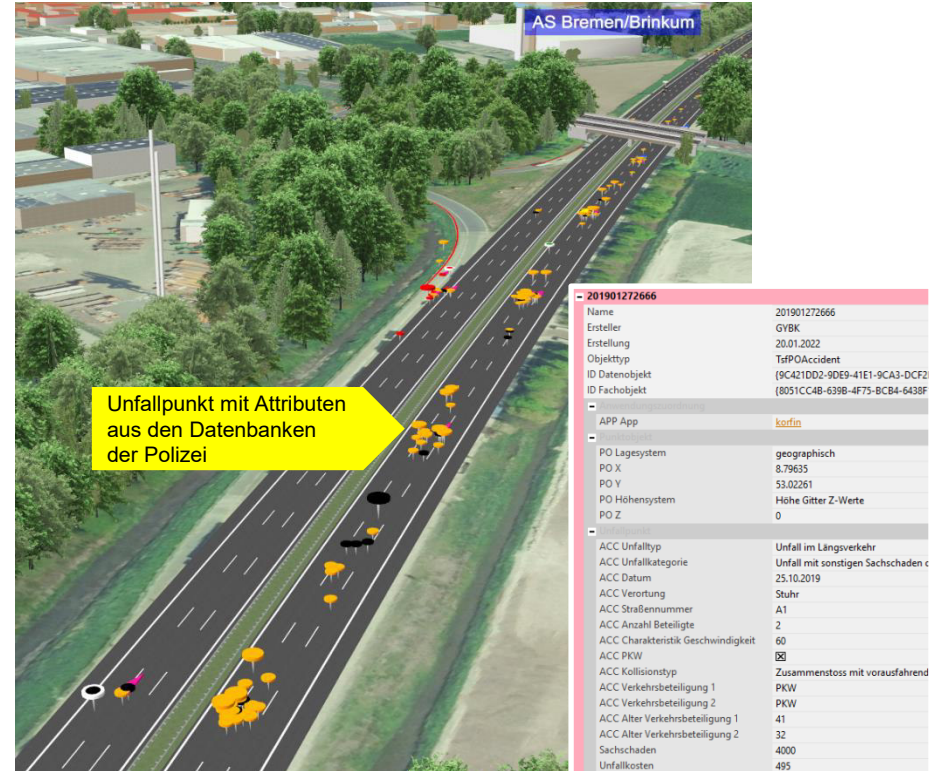 AS Bremen/Brinkum
Unfallpunkt mit Attributen
aus den Datenbanken
der Polizei
201901272666
Name 201901272666
Ersteller GYBK
Erstellung 20.01.2022
Objekttyp TsfPOAccident
ID Datenobjekt {9C421DD2-9DE9-41E1-9CA3-DCF2
ID Fachobjekt {8051CC4B-639B-4F75-BCB4-6438F
APP App korfin
Punktobjekt
PO Lagesystem geographisch
PO X 8.79635
PO Y 53.02261
PO Höhensystem Höhe Gitter Z-Werte
PO Z 0
Unfallpunkt
ACC Unfalltyp Unfall im Längsverkehr
ACC Unfallkategorie Unfall mit sonstigen Sachschaden
ACC Datum 25.10.2019
ACC Verortung Stuhr
ACC Straßennummer A1
ACC Anzahl Beteiligte 2
ACC Charakteristik Geschwindigkeit 60
ACC PKW
ACC Kollisionstyp Zusammenstoss mit vorausfahrend
ACC Verkehrsbeteiligung 1 PKW
ACC Verkehrsbeteiligung 2 PKW
ACC Alter Verkehrsbeteiligung 1 41
ACC Alter Verkehrsbeteiligung 2 32
Sachschaden 4000
Unfallkosten 495